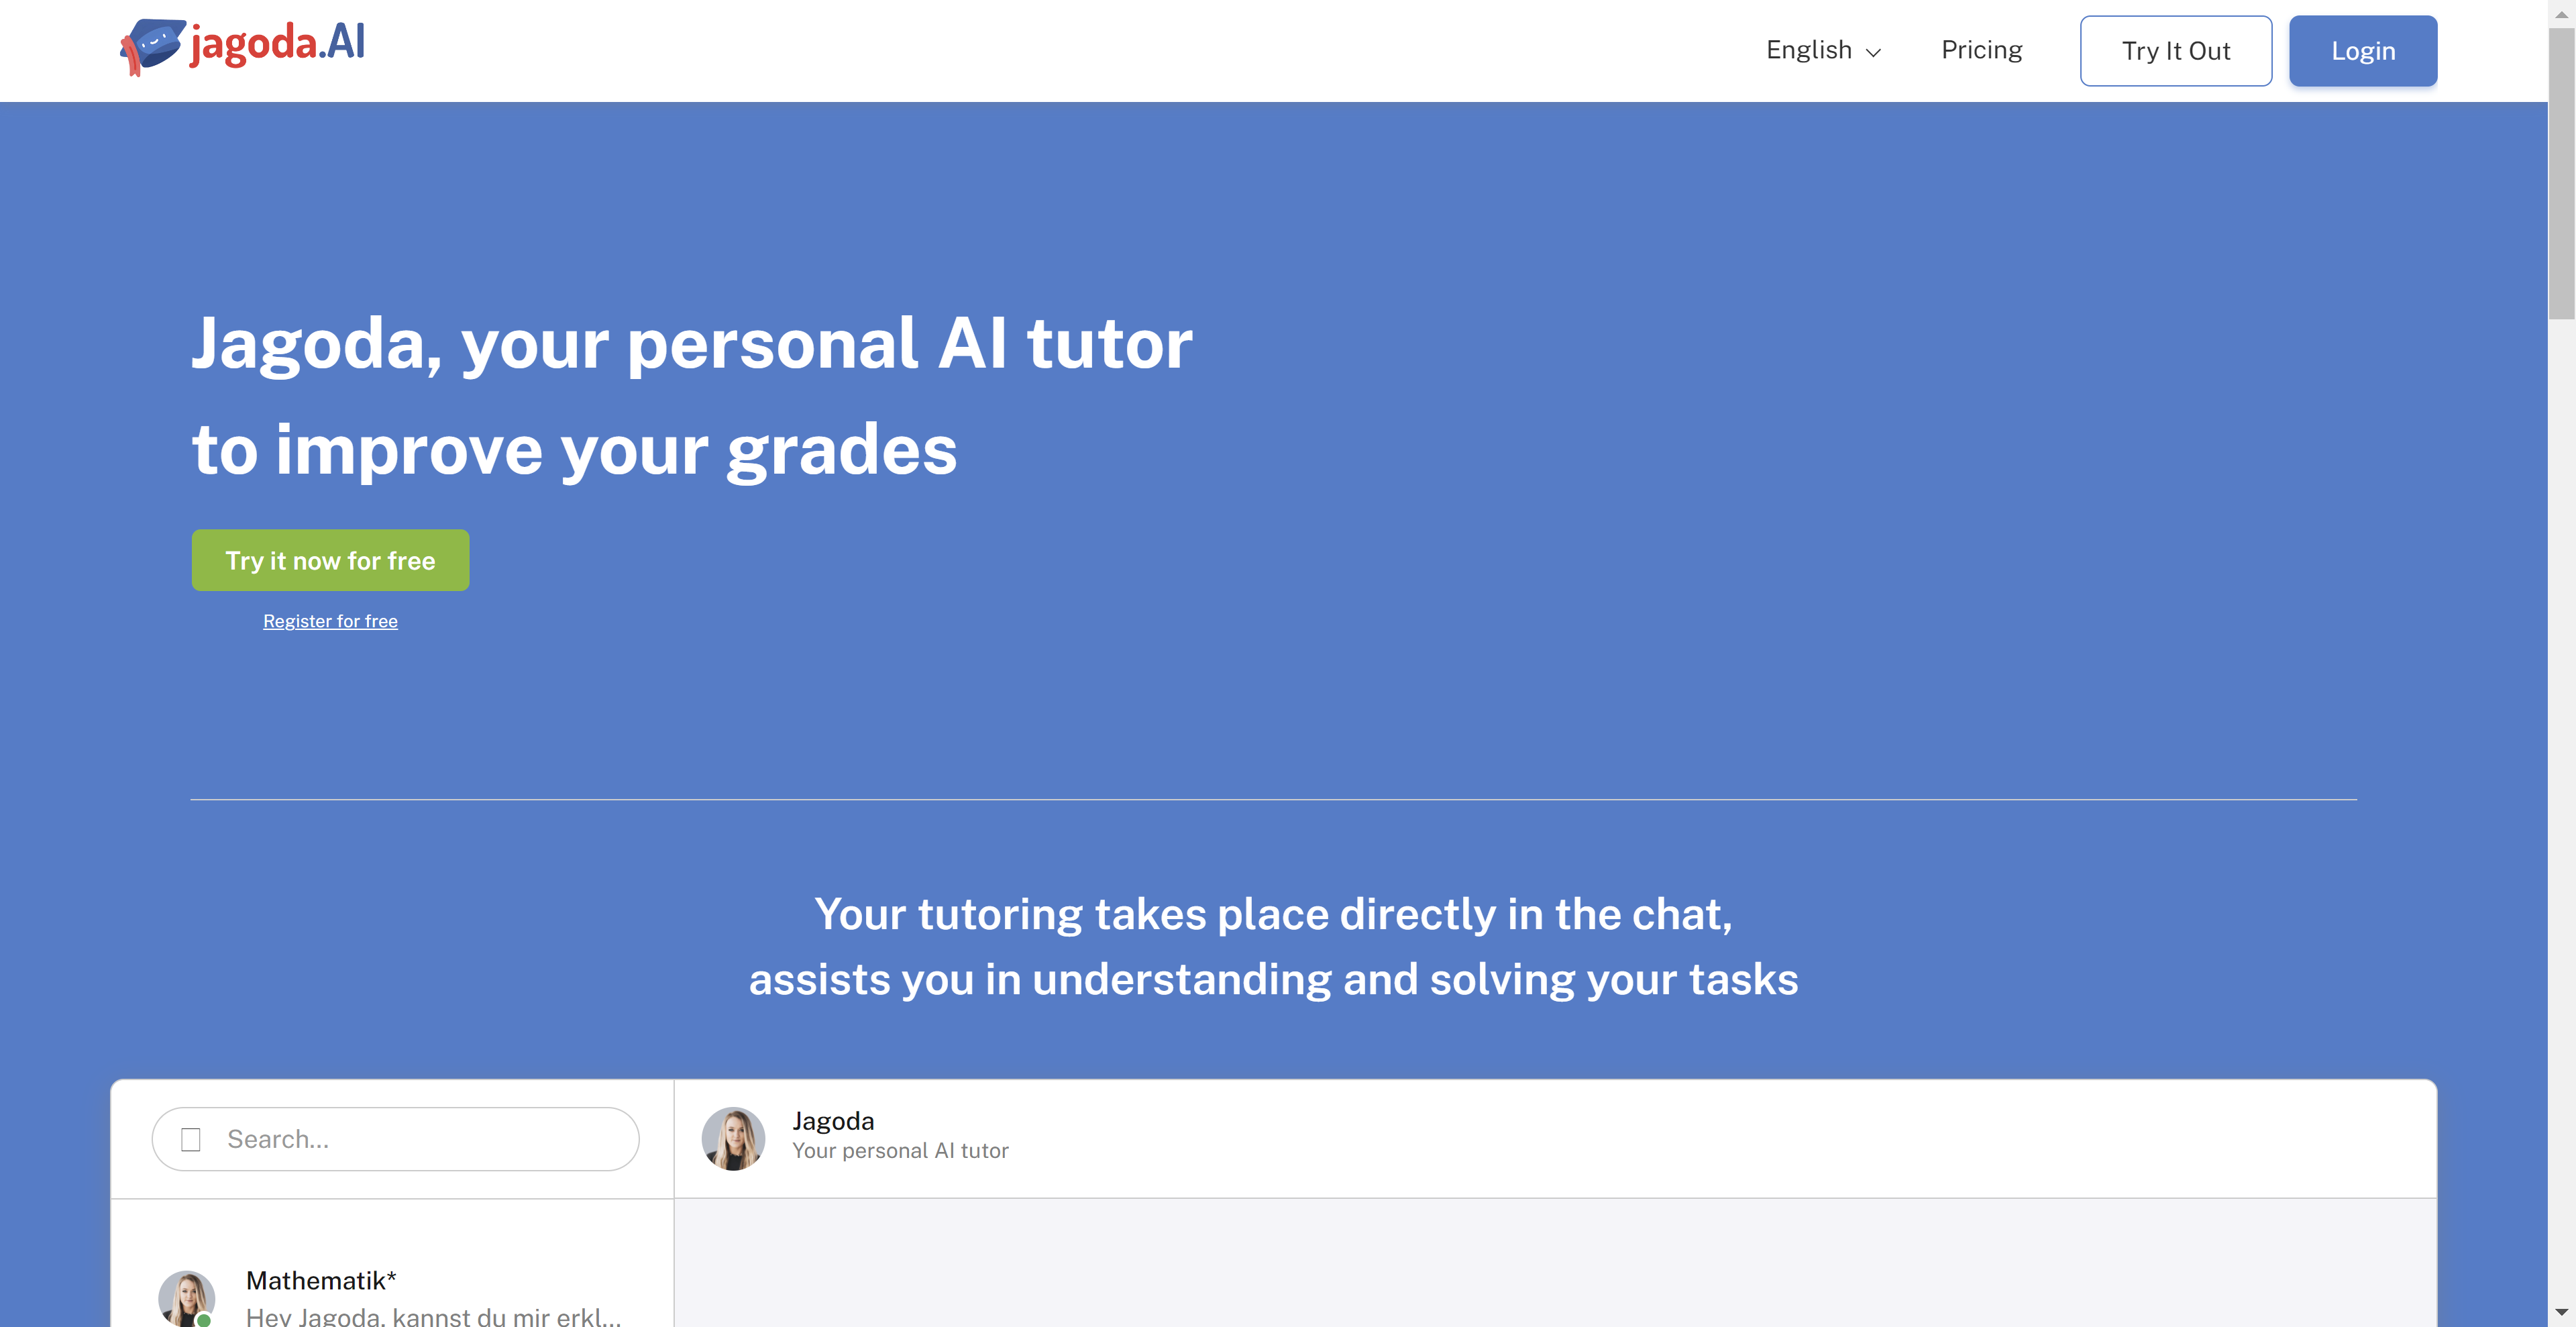 jagoda.AI
English
Pricing
Try It Out
Login
Jagoda, your personal AI tutor
to improve your grades
Try it now for free
Register for free
Your tutoring takes place directly in the chat,
assists you in understanding and solving your tasks
Search...
Jagoda
Your personal AI tutor
Mathematik*
Hey Jagoda, kannst du mir erkl...